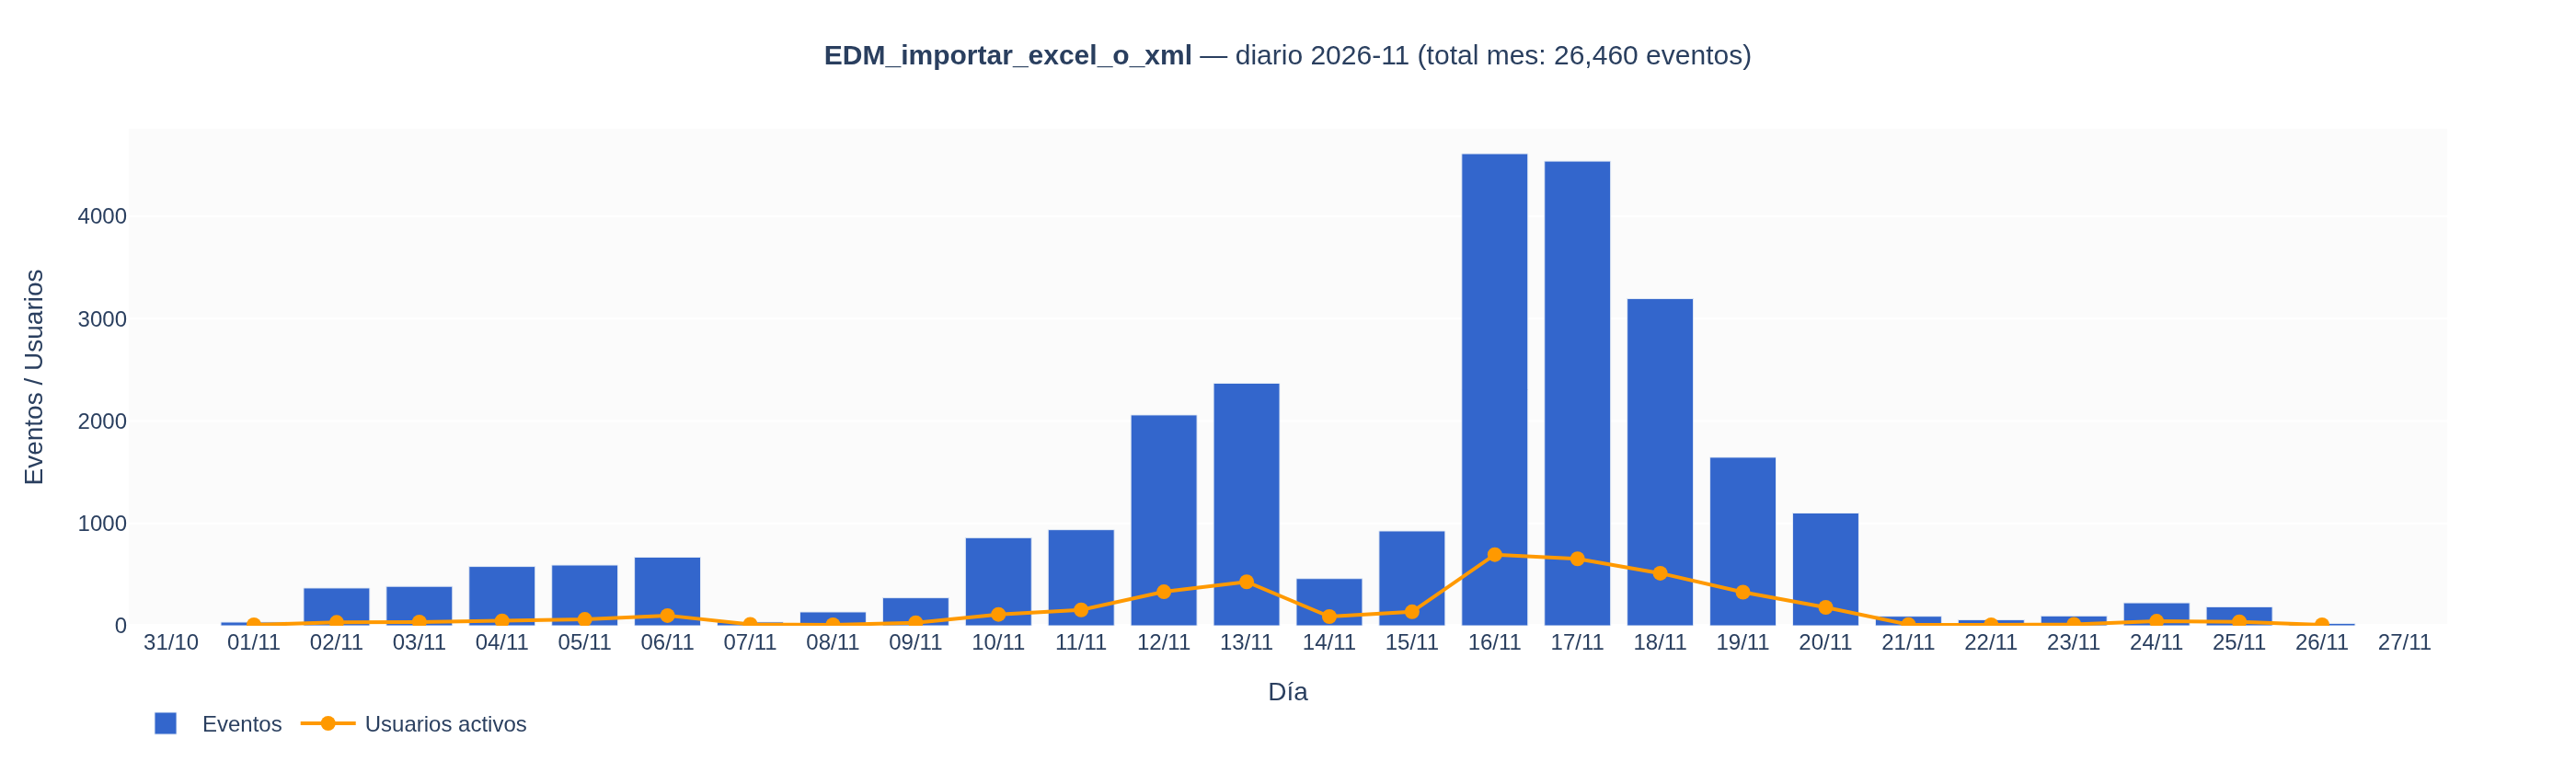 EDM_importar_excel_o_xml — diario 2026-11 (total mes: 26,460 eventos)
Eventos / Usuarios
4000
3000
2000
1000
0
31/10 01/11 02/11 03/11 04/11 05/11 06/11 07/11 08/11 09/11 10/11 11/11 12/11 13/11 14/11 15/11 16/11 17/11 18/11 19/11 20/11 21/11 22/11 23/11 24/11 25/11 26/11 27/11
Día
Eventos Usuarios activos